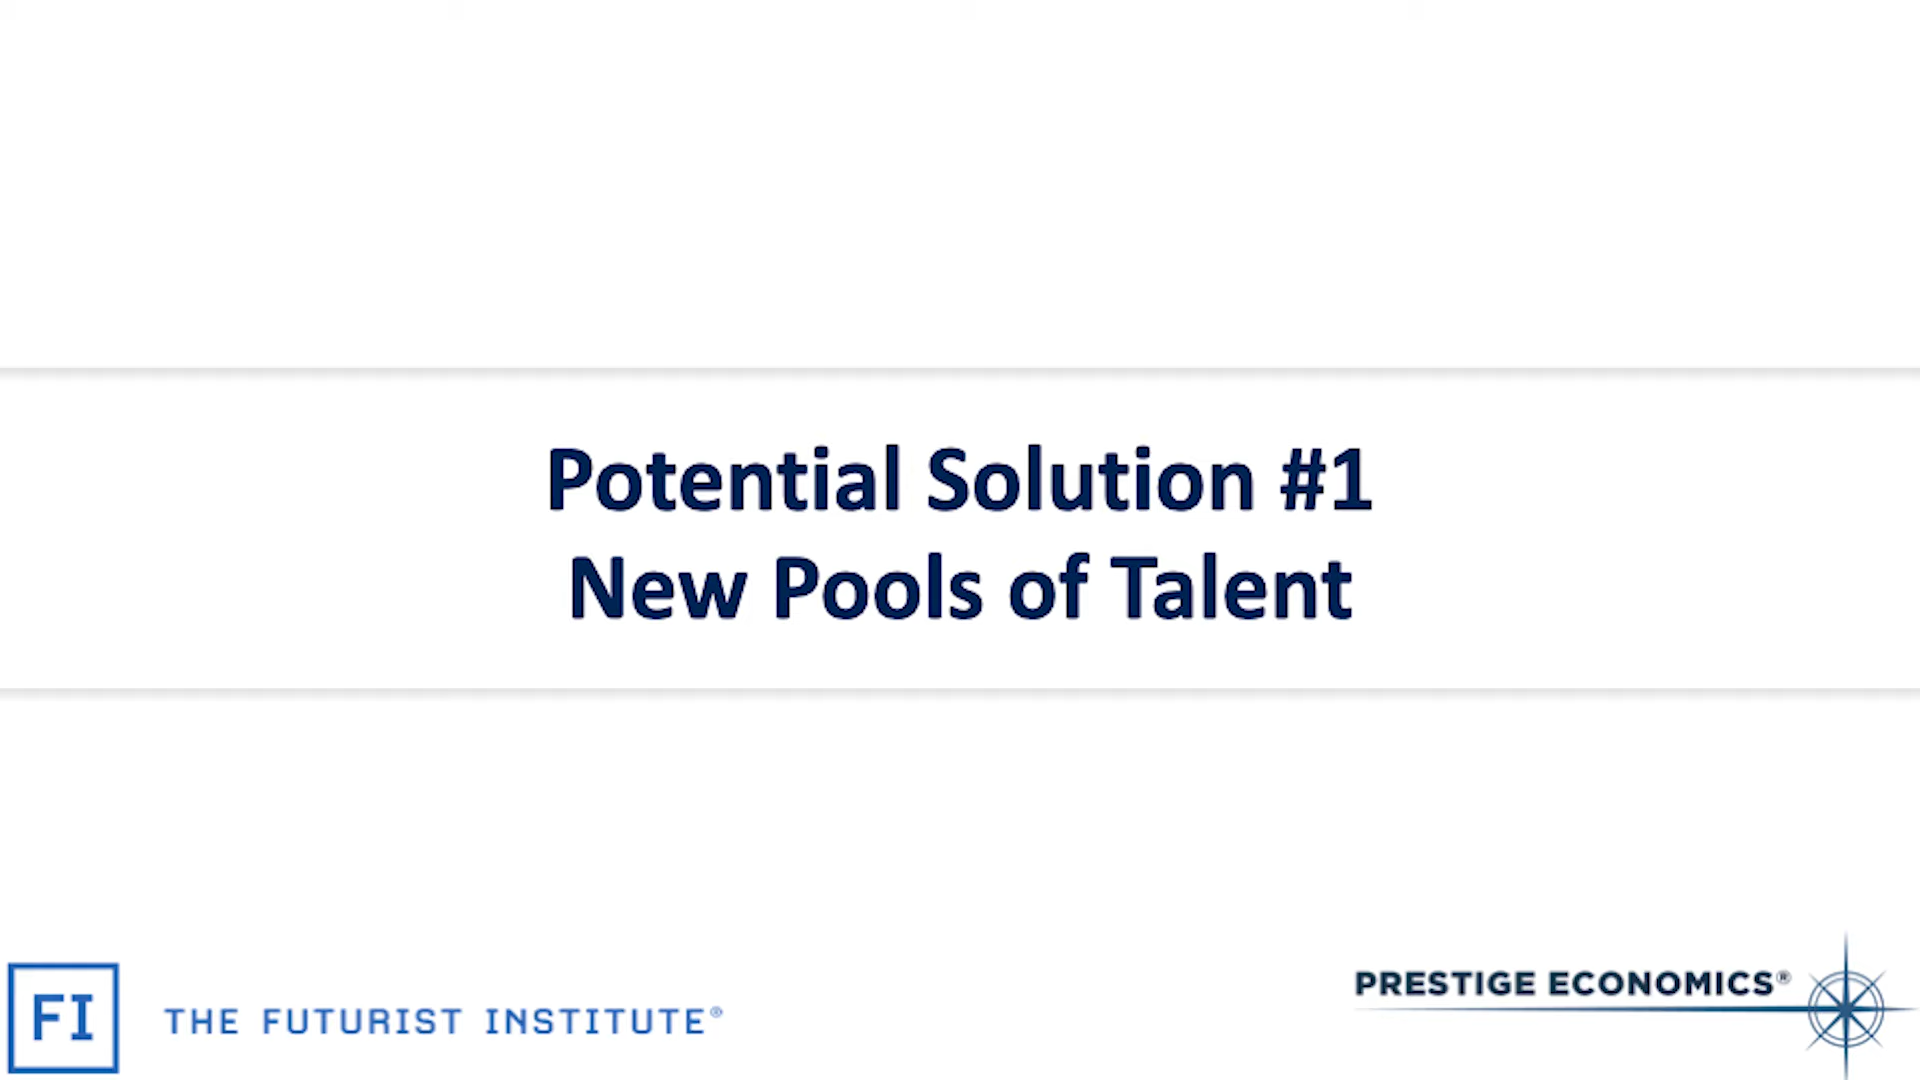 Potential Solution #1
New Pools of Talent
FI THE FUTURIST INSTITUTE®
PRESTIGE ECONOMICS®